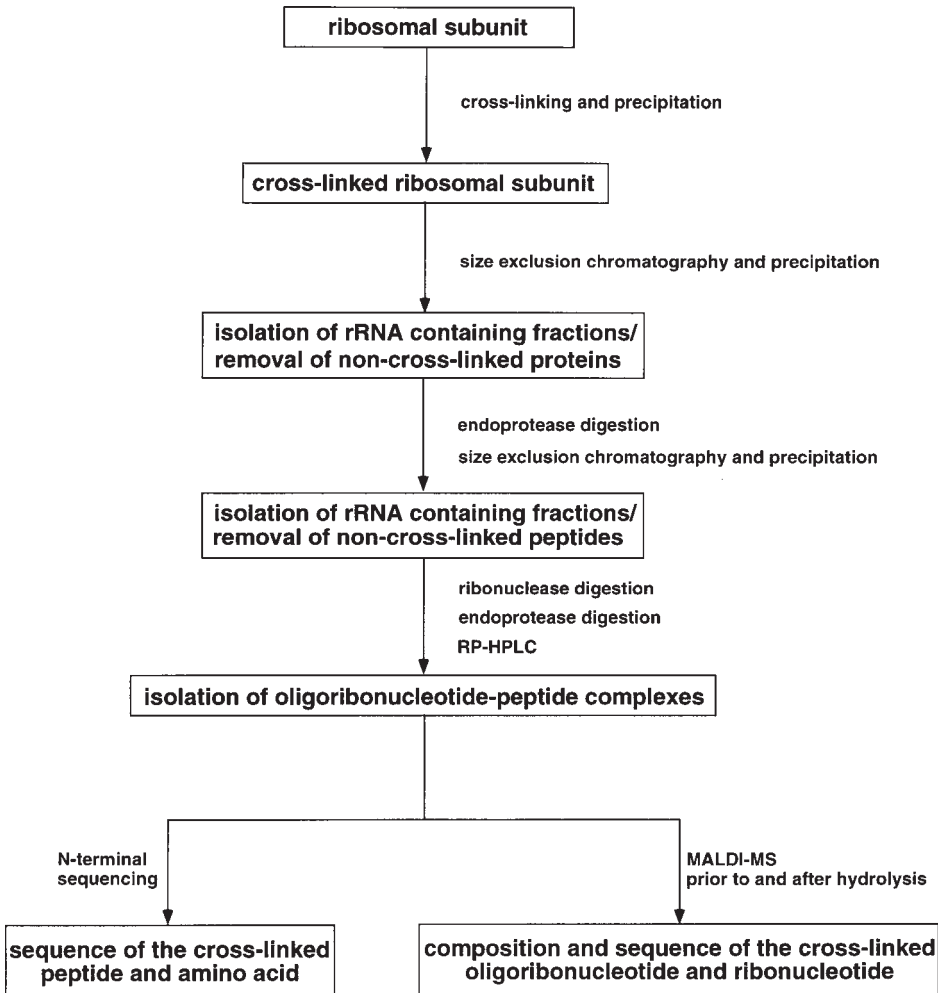 ribosomal subunit
cross-linking and precipitation
cross-linked ribosomal subunit
size exclusion chromatography and precipitation
isolation of rRNA containing fractions/
removal of non-cross-linked proteins
endoprotease digestion
size exclusion chromatography and precipitation
isolation of rRNA containing fractions/
removal of non-cross-linked peptides
ribonuclease digestion
endoprotease digestion
RP-HPLC
isolation of oligoribonucleotide-peptide complexes
N-terminal
sequencing
MALDI-MS
prior to and after hydrolysis
sequence of the cross-linked
peptide and amino acid
composition and sequence of the cross-linked
oligoribonucleotide and ribonucleotide